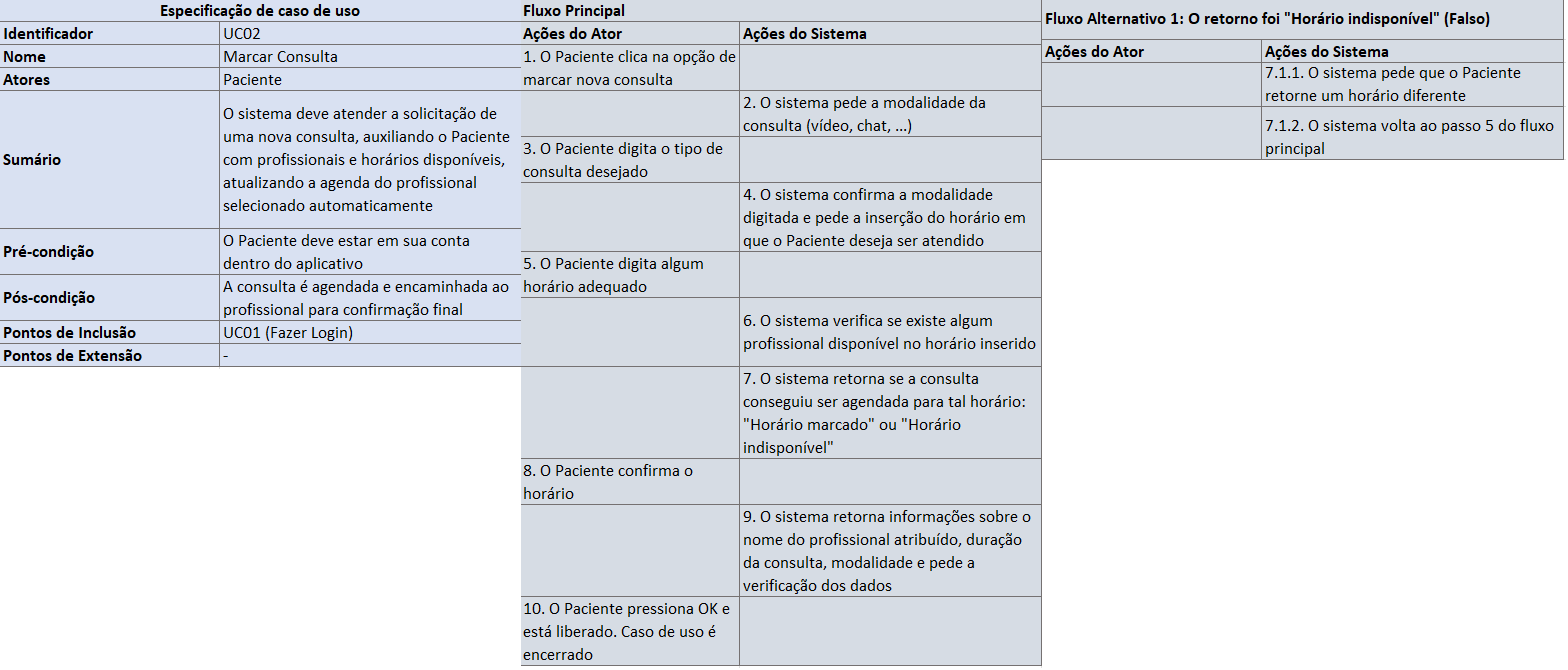 Especificação de caso de uso
Identificador
UC02
Nome
Marcar Consulta
Atores
Paciente
Sumário
O sistema deve atender a solicitação de
uma nova consulta, auxiliando o Paciente
com profissionais e horários disponíveis,
atualizando a agenda do profissional
selecionado automaticamente
Pré-condição
O Paciente deve estar em sua conta
dentro do aplicativo
Pós-condição
A consulta é agendada e encaminhada ao
profissional para confirmação final
Pontos de Inclusão
UC01 (Fazer Login)
Pontos de Extensão
-
Fluxo Principal
Ações do Ator
Ações do Sistema
1. O Paciente clica na opção de
marcar nova consulta
2. O sistema pede a modalidade da
consulta (vídeo, chat, ...)
3. O Paciente digita o tipo de
consulta desejado
4. O sistema confirma a modalidade
digitada e pede a inserção do horário em
que o Paciente deseja ser atendido
5. O Paciente digita algum
horário adequado
6. O sistema verifica se existe algum
profissional disponível no horário inserido
7. O sistema retorna se a consulta
conseguiu ser agendada para tal horário:
"Horário marcado" ou "Horário
indisponível"
8. O Paciente confirma o
horário
9. O sistema retorna informações sobre o
nome do profissional atribuído, duração
da consulta, modalidade e pede a
verificação dos dados
10. O Paciente pressiona OK e
está liberado. Caso de uso é
encerrado
Fluxo Alternativo 1: O retorno foi "Horário indisponível" (Falso)
Ações do Ator
Ações do Sistema
7.1.1. O sistema pede que o Paciente
retorne um horário diferente
7.1.2. O sistema volta ao passo 5 do fluxo
principal